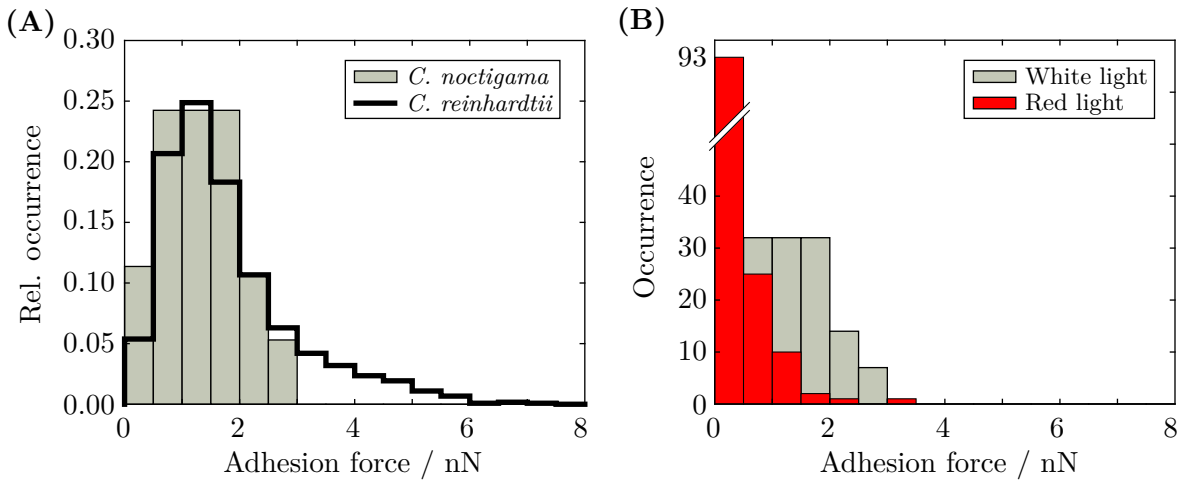 (A)
0.30
0.25
0.20
0.15
0.10
0.05
0.00
Rel. occurrence
C. noctigama
C. reinhardtii
0 2 4 6 8
Adhesion force / nN
(B)
93
40
30
20
10
0
Occurrence
White light
Red light
0 2 4 6 8
Adhesion force / nN